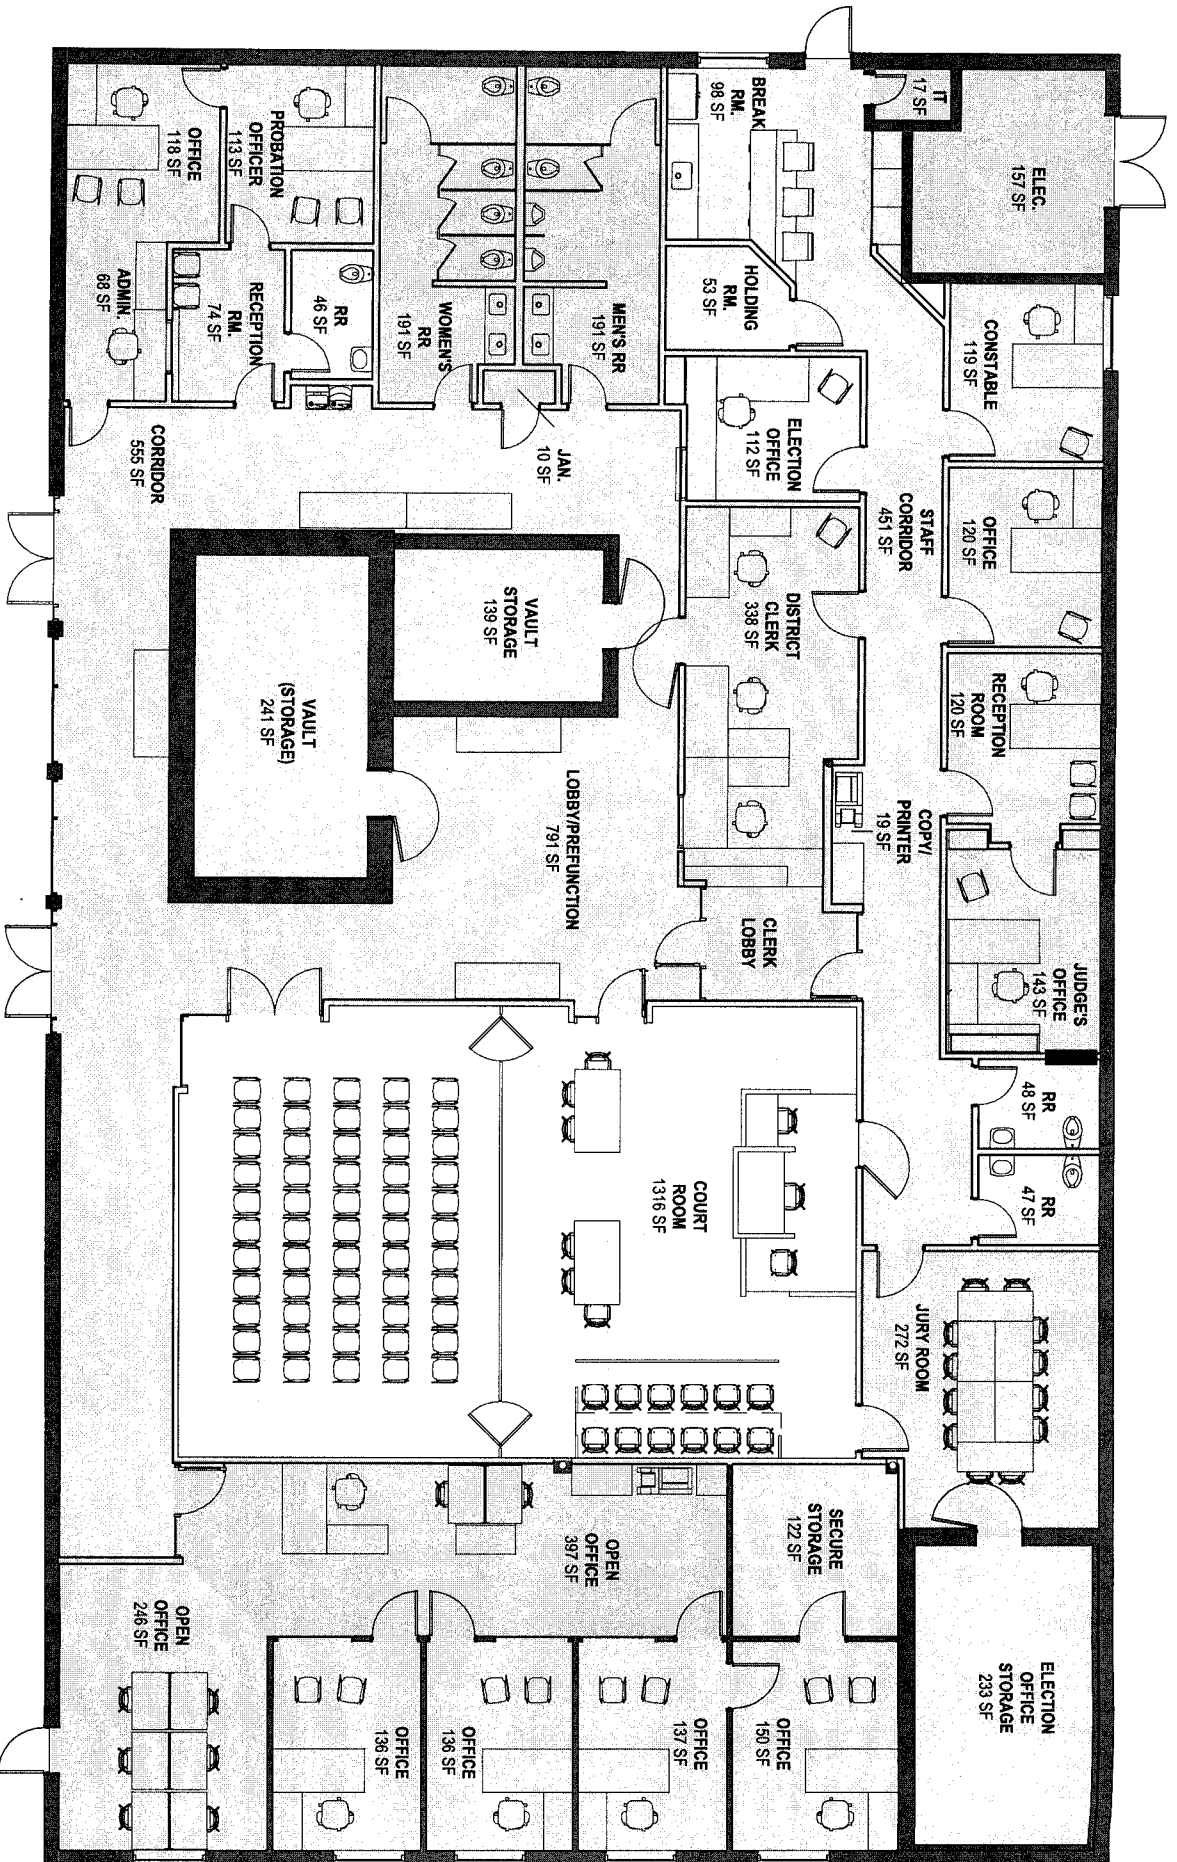 IT
17 SF
ELEC.
157 SF
BREAK
RM.
98 SF
HOLDING
RM.
53 SF
CONSTABLE
119 SF
MEN'S RR
191 SF
WOMEN'S
RR
191 SF
PROBATION
OFFICER
113 SF
OFFICE
118 SF
RR
46 SF
RECEPTION
RM.
74 SF
ADMIN.
68 SF
JAN.
10 SF
CORRIDOR
555 SF
ELECTION
OFFICE
112 SF
STAFF
CORRIDOR
451 SF
OFFICE
120 SF
DISTRICT
CLERK
338 SF
VAULT
STORAGE
139 SF
VAULT
(STORAGE)
241 SF
RECEPTION
ROOM
120 SF
COPY/
PRINTER
19 SF
LOBBY/PREFUNCTION
791 SF
CLERK
LOBBY
JUDGE'S
OFFICE
143 SF
RR
48 SF
RR
47 SF
COURT
ROOM
1316 SF
JURY ROOM
272 SF
SECURE
STORAGE
122 SF
OPEN
OFFICE
397 SF
OPEN
OFFICE
246 SF
ELECTION
OFFICE
STORAGE
233 SF
OFFICE
150 SF
OFFICE
137 SF
OFFICE
136 SF
OFFICE
136 SF